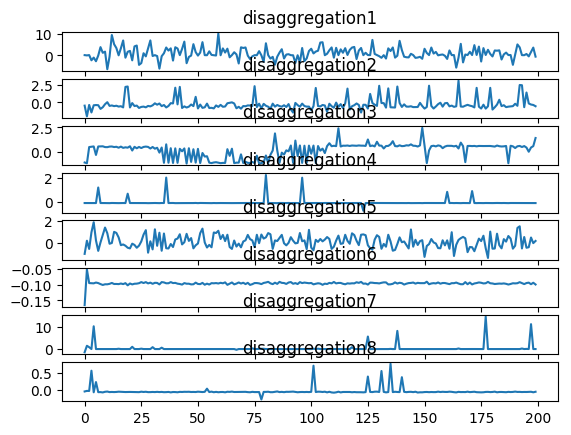 disaggregation1
10
0
disaggregation2
2.5
0.0
disaggregation3
2.5
0.0
disaggregation4
2
0
disaggregation5
2
0
disaggregation6
−0.05
−0.10
−0.15
disaggregation7
10
0
disaggregation8
0.5
0.0
0 25 50 75 100 125 150 175 200